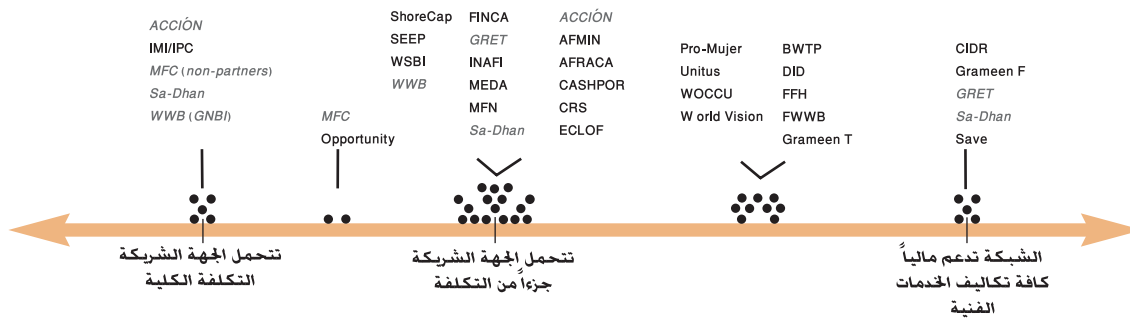 ACCIÓN
IMI/IPC
MFC (non-partners)
Sa-Dhan
WWB (GNBI)
MFC
Opportunity
ShoreCap
SEEP
WSBI
WWB
FINCA
GRET
INAFI
MEDA
MFN
Sa-Dhan
ACCIÓN
AFMIN
AFRACA
CASHPOR
CRS
ECLOF
Pro-Mujer
Unitus
WOCCU
W orld Vision
BWTP
DID
FFH
FWWB
Grameen T
CIDR
Grameen F
GRET
Sa-Dhan
Save
تتحمل الجهة الشريكة
التكلفة الكلية
تتحمل الجهة الشريكة
جزءاً من التكلفة
الشبكة تدعم مالياً
كافة تكاليف الخدمات
الفنية